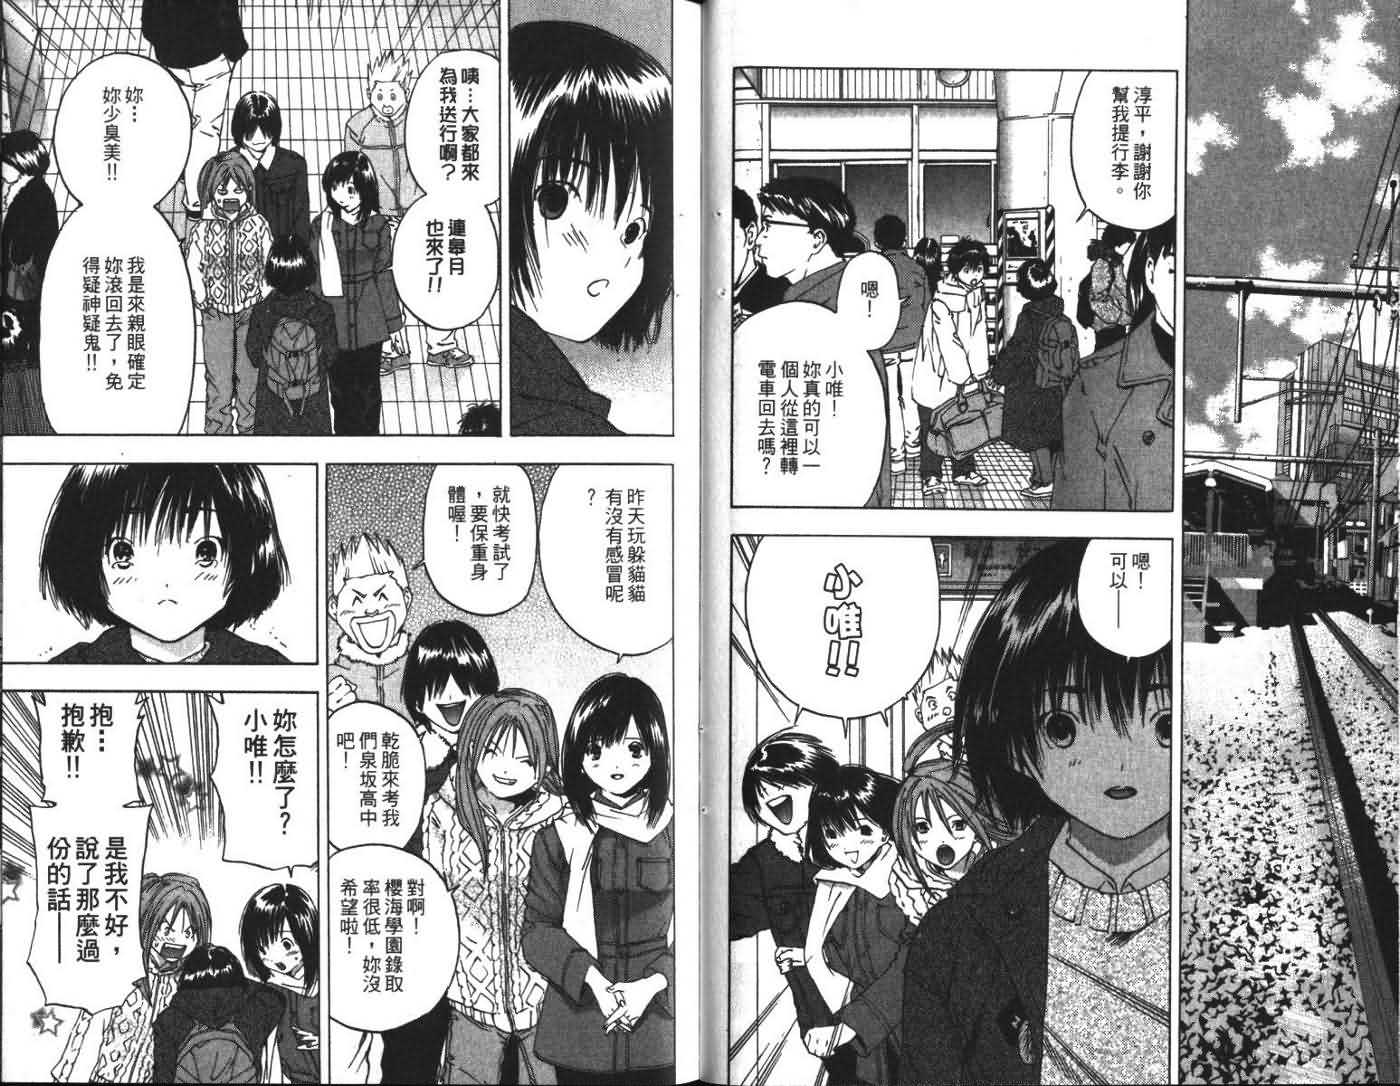 淳平，謝謝你
幫我提行李。
嗯！
小唯！
妳真的可以一
個人從這裡轉
電車回去嗎？
嗯！
可以──
小唯!!
咦…大家都來
為我送行啊？
連皋月
也來了!!
妳…
妳少臭美!!
我是來親眼確定
妳滾回去了，免
得疑神疑鬼!!
昨天玩躲貓貓
有沒有感冒呢
？
就快考試了
，要保重身
體喔！
乾脆來考我
們泉坂高中
吧！
對啊！
櫻海學園錄取
率很低，妳沒
希望啦！
妳怎麼了？
小唯!!
抱…
抱歉!!
是我不好，
說了那麼過
份的話──